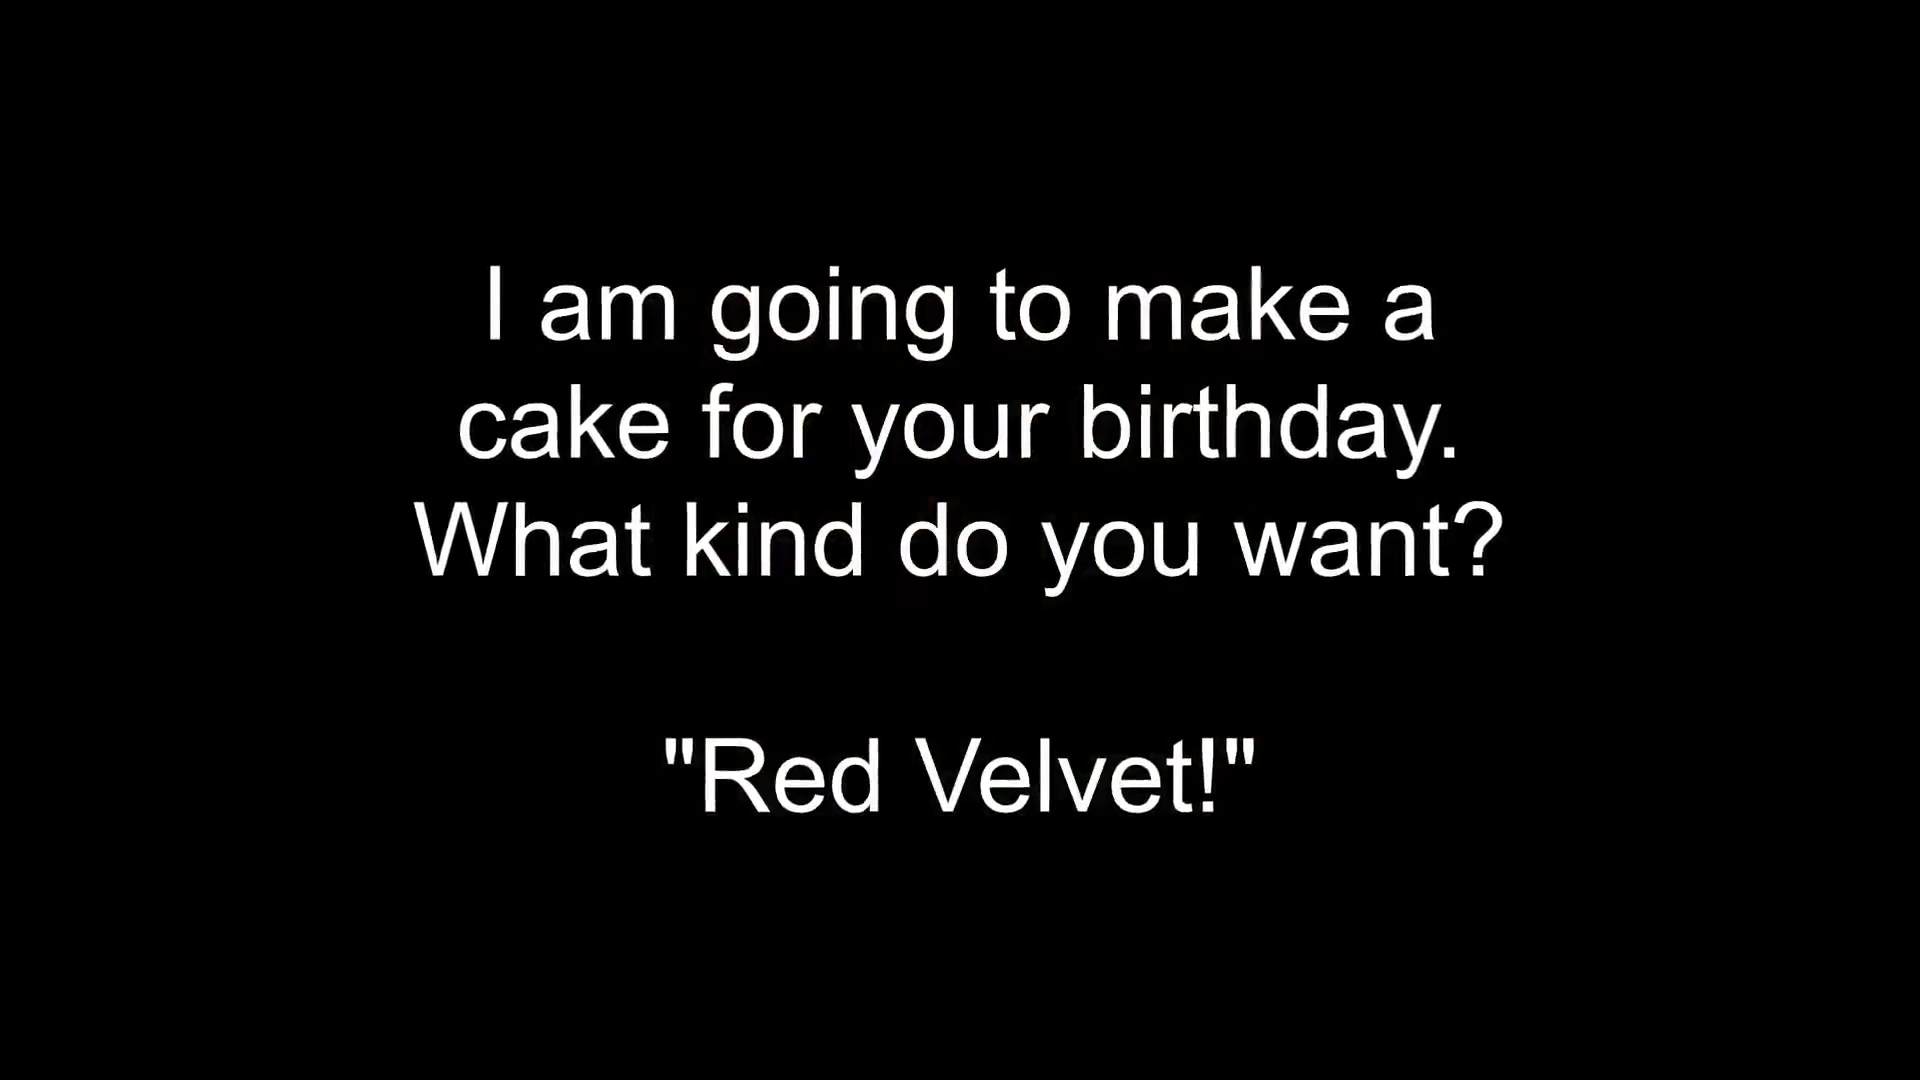 I am going to make a
cake for your birthday.
What kind do you want?
"Red Velvet!"